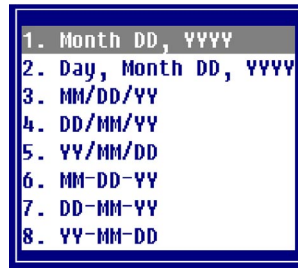 1. Month DD, YYYY
2. Day, Month DD, YYYY
3. MM/DD/YY
4. DD/MM/YY
5. YY/MM/DD
6. MM-DD-YY
7. DD-MM-YY
8. YY-MM-DD